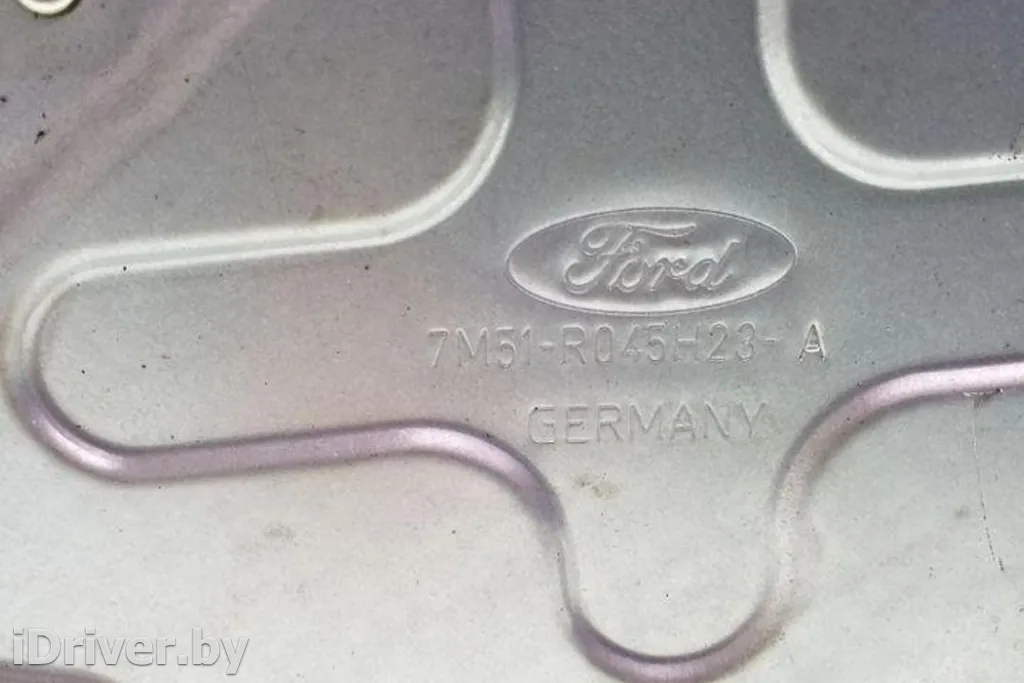 Ford
7M51-R045H23- A
GERMANY
iDriver.by